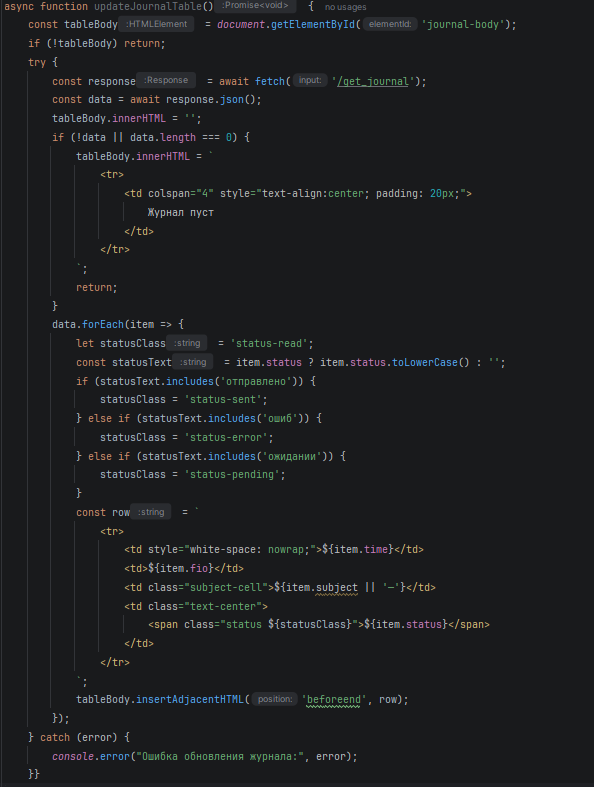 async function updateJournalTable() :Promise<void> { no usages
const tableBody :HTMLElement = document.getElementById( elementId: 'journal-body');
if (!tableBody) return;
try {
const response :Response = await fetch( input: '/get_journal');
const data = await response.json();
tableBody.innerHTML = '';
if (!data || data.length === 0) {
tableBody.innerHTML = `
<tr>
<td colspan="4" style="text-align:center; padding: 20px;">
Журнал пуст
</td>
</tr>
`;
return;
}
data.forEach(item => {
let statusClass :string = 'status-read';
const statusText :string = item.status ? item.status.toLowerCase() : '';
if (statusText.includes('отправлено')) {
statusClass = 'status-sent';
} else if (statusText.includes('ошиб')) {
statusClass = 'status-error';
} else if (statusText.includes('ожидании')) {
statusClass = 'status-pending';
}
const row :string = `
<tr>
<td style="white-space: nowrap;">${item.time}</td>
<td>${item.fio}</td>
<td class="subject-cell">${item.subject || '—'}</td>
<td class="text-center">
<span class="status ${statusClass}">${item.status}</span>
</td>
</tr>
`;
tableBody.insertAdjacentHTML( position: 'beforeend', row);
});
} catch (error) {
console.error("Ошибка обновления журнала:", error);
}}